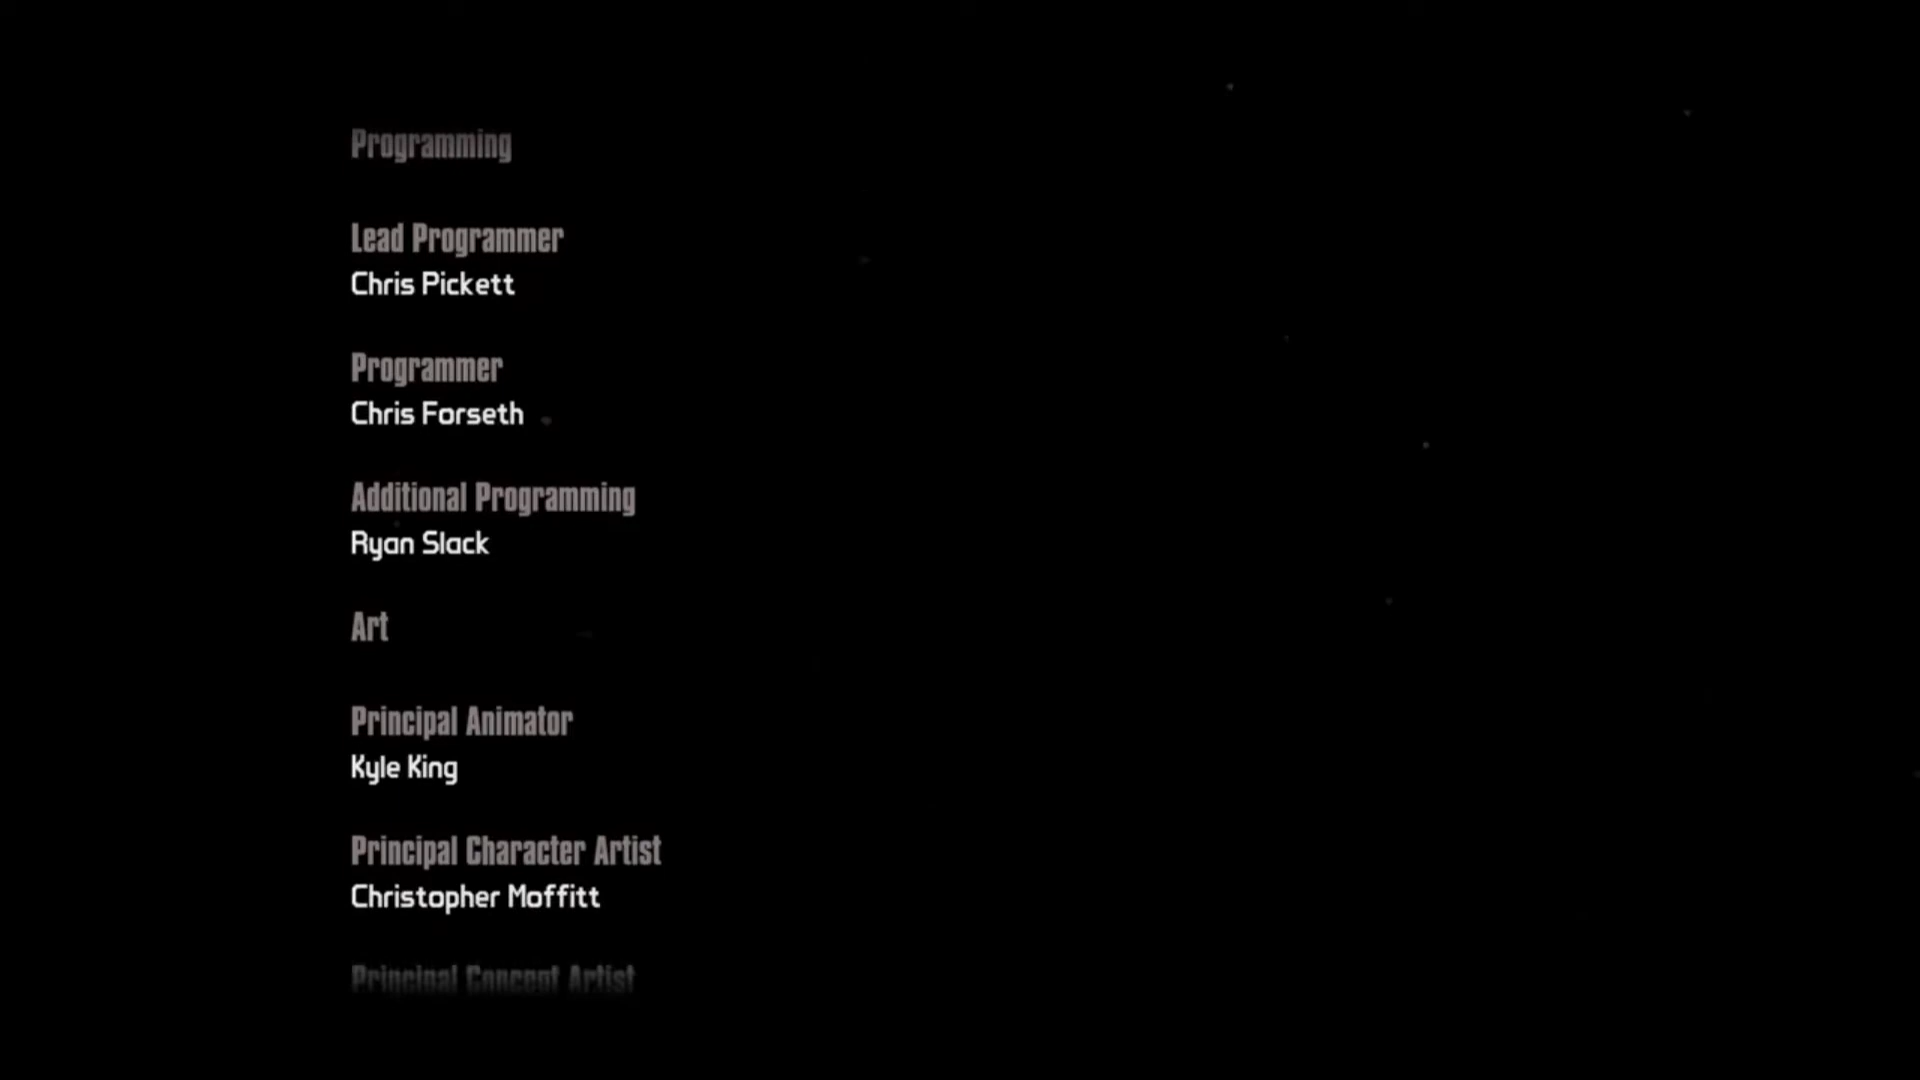 Programming
Lead Programmer
Chris Pickett
Programmer
Chris Forseth
Additional Programming
Ryan Slack
Art
Principal Animator
Kyle King
Principal Character Artist
Christopher Moffitt
Principal Concept Artist